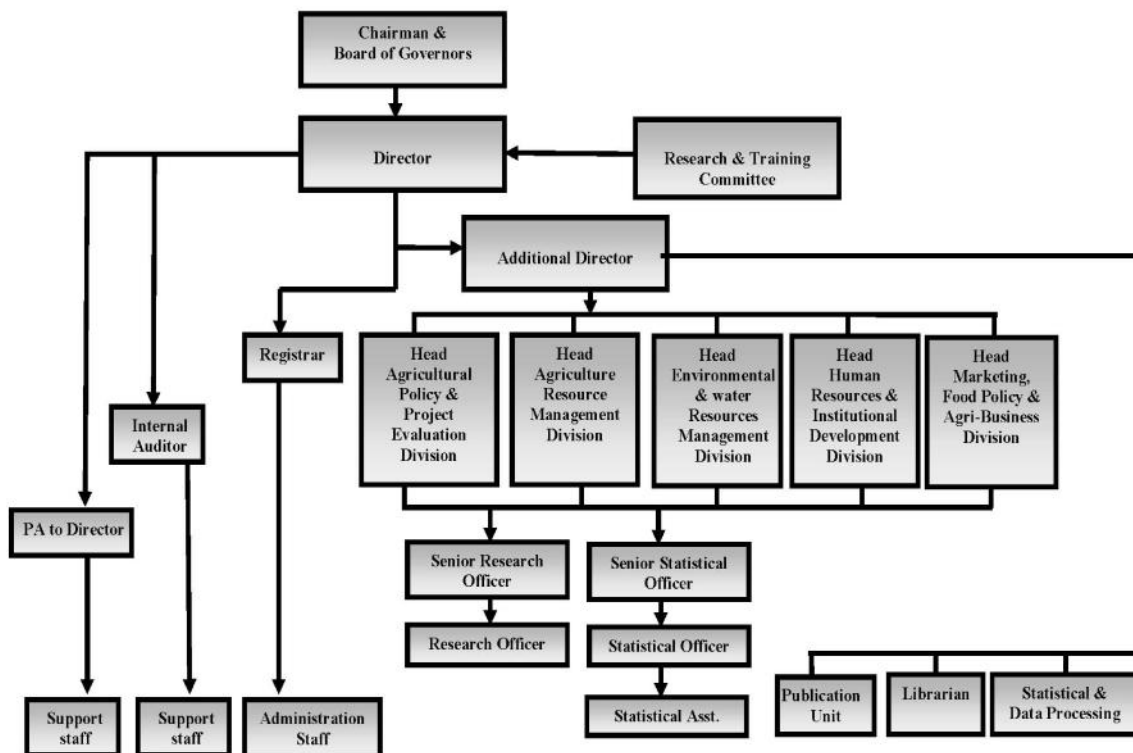 Chairman &
Board of Governors
Director
Research & Training
Committee
Additional Director
Registrar
Head
Agricultural
Policy &
Project
Evaluation
Division
Head
Agriculture
Resource
Management
Division
Head
Environmental
& water
Resources
Management
Division
Head
Human
Resources &
Institutional
Development
Division
Head
Marketing,
Food Policy &
Agri-Business
Division
Internal
Auditor
PA to Director
Senior Research
Officer
Senior Statistical
Officer
Research Officer
Statistical Officer
Statistical Asst.
Publication
Unit
Librarian
Statistical &
Data Processing
Support
staff
Support
staff
Administration
Staff